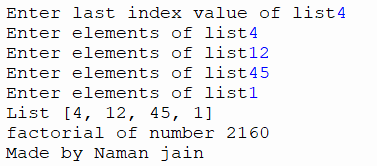 Enter last index value of list4
Enter elements of list4
Enter elements of list12
Enter elements of list45
Enter elements of list1
List [4, 12, 45, 1]
factorial of number 2160
Made by Naman jain